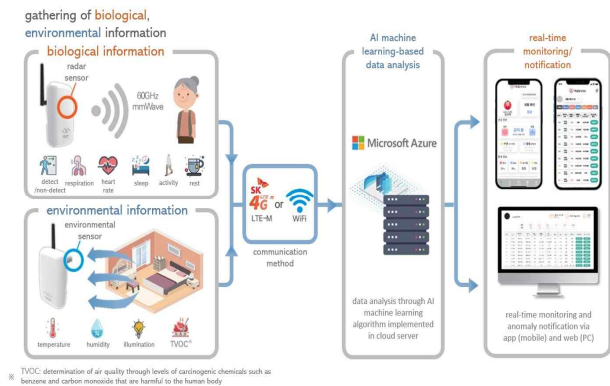 gathering of biological,
environmental information
biological information
radar
sensor
60GHz
mmWave
detect
/non-detect
respiration
heart
rate
sleep
activity
rest
environmental information
environmental
sensor
temperature
humidity
illumination
TVOC※
SK
4G LTE
LTE-M
or
WiFi
communication
method
AI machine
learning-based
data analysis
Microsoft Azure
data analysis through AI
machine learning
algorithm implemented
in cloud server
real-time
monitoring/
notification
real-time monitoring and
anomaly notification via
app (mobile) and web (PC)
※ TVOC: determination of air quality through levels of carcinogenic chemicals such as
benzene and carbon monoxide that are harmful to the human body